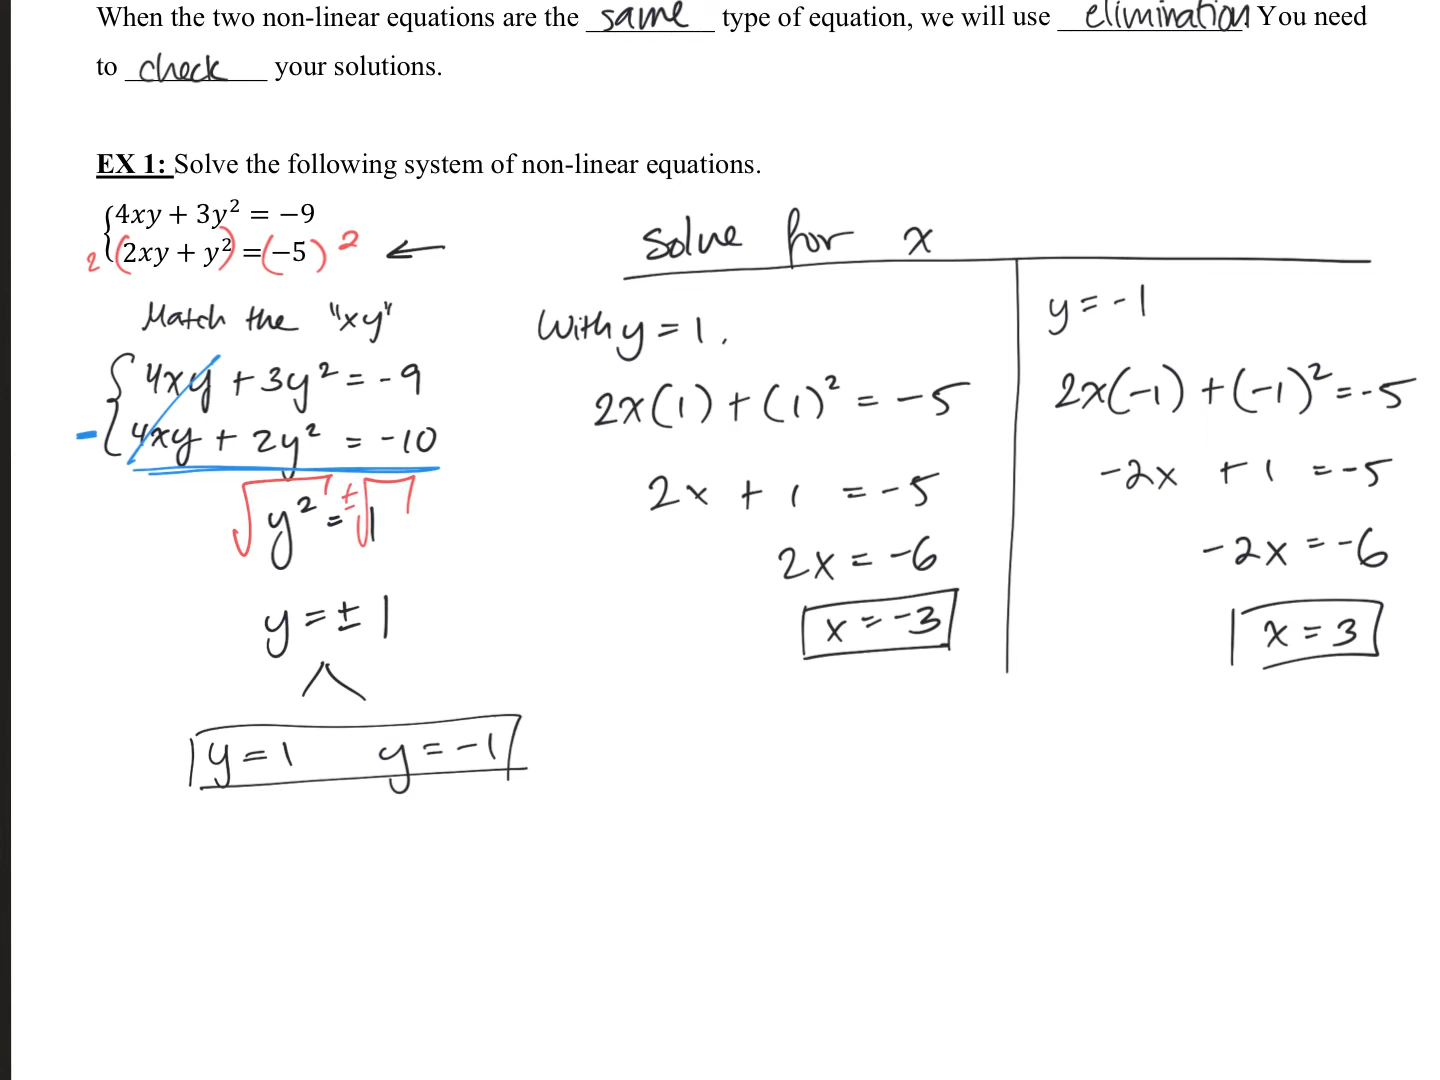 When the two non-linear equations are the same type of equation, we will use elimination You need
to check your solutions.
EX 1: Solve the following system of non-linear equations.
4xy + 3y² = −9
2(2xy + y²) = (−5)2 ←
Match the "xy"
4xy + 3y² = -9
- 4xy + 2y² = -10
√y² = ±√1
y = ± 1
y = 1 y = -1
Solve for x
With y = 1.
2x(1) + (1)² = -5
2x + 1 = -5
2x = -6
x = -3
y = -1
2x(-1) + (-1)² = -5
-2x + 1 = -5
-2x = -6
x = 3